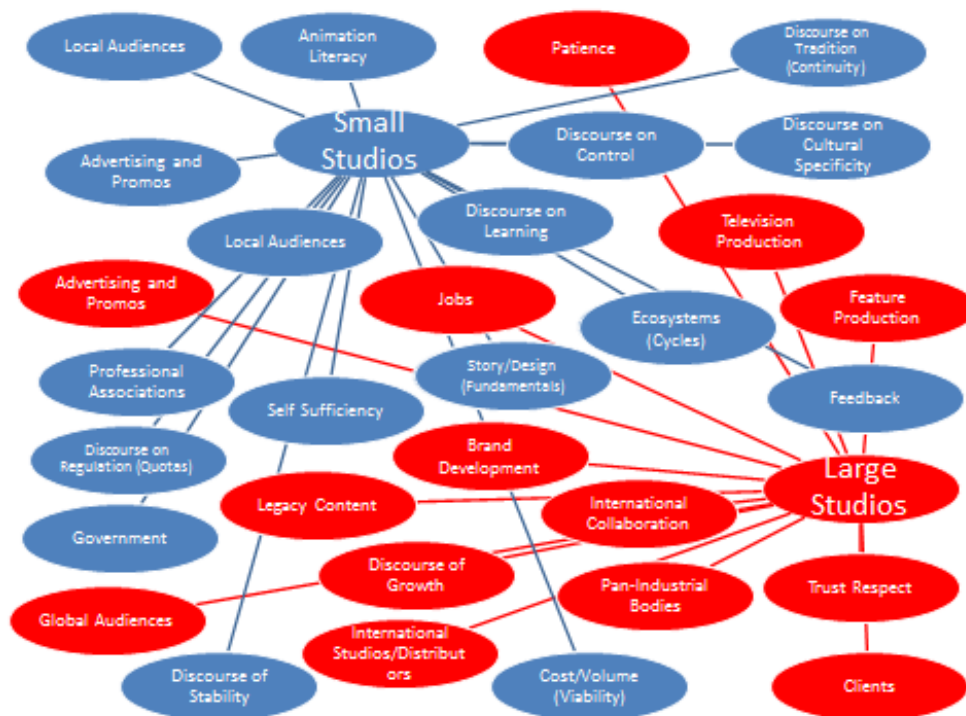 Local Audiences
Animation
Literacy
Patience
Discourse on
Tradition
(Continuity)
Small
Studios
Discourse on
Control
Discourse on
Cultural
Specificity
Advertising and
Promos
Local Audiences
Discourse on
Learning
Television
Production
Advertising and
Promos
Jobs
Ecosystems
(Cycles)
Feature
Production
Professional
Associations
Self Sufficiency
Story/Design
(Fundamentals)
Feedback
Discourse on
Regulation (Quotas)
Brand
Development
Large
Studios
Legacy Content
International
Collaboration
Government
Discourse of
Growth
Pan-Industrial
Bodies
Trust Respect
Global Audiences
International
Studios/Distribut
ors
Discourse of
Stability
Cost/Volume
(Viability)
Clients